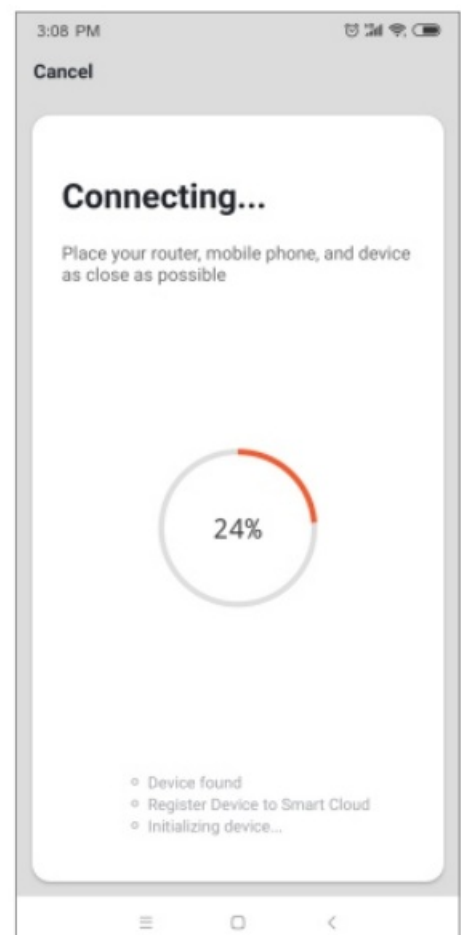 3:08 PM
Cancel
Connecting...
Place your router, mobile phone, and device
as close as possible
24%
Device found
Register Device to Smart Cloud
Initializing device...